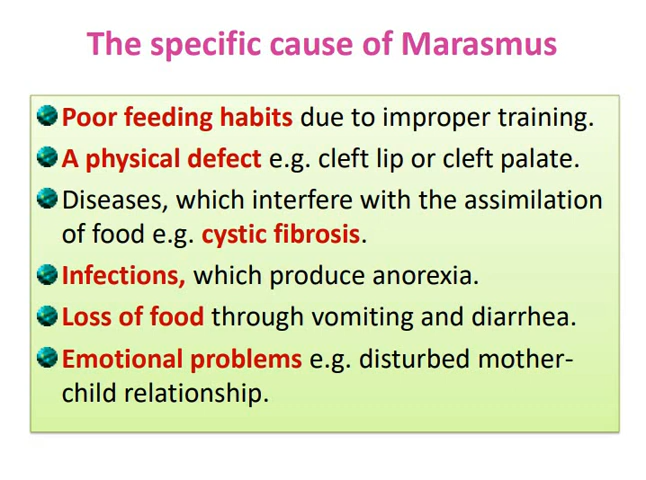 The specific cause of Marasmus
Poor feeding habits due to improper training.
A physical defect e.g. cleft lip or cleft palate.
Diseases, which interfere with the assimilation
of food e.g. cystic fibrosis.
Infections, which produce anorexia.
Loss of food through vomiting and diarrhea.
Emotional problems e.g. disturbed mother-
child relationship.